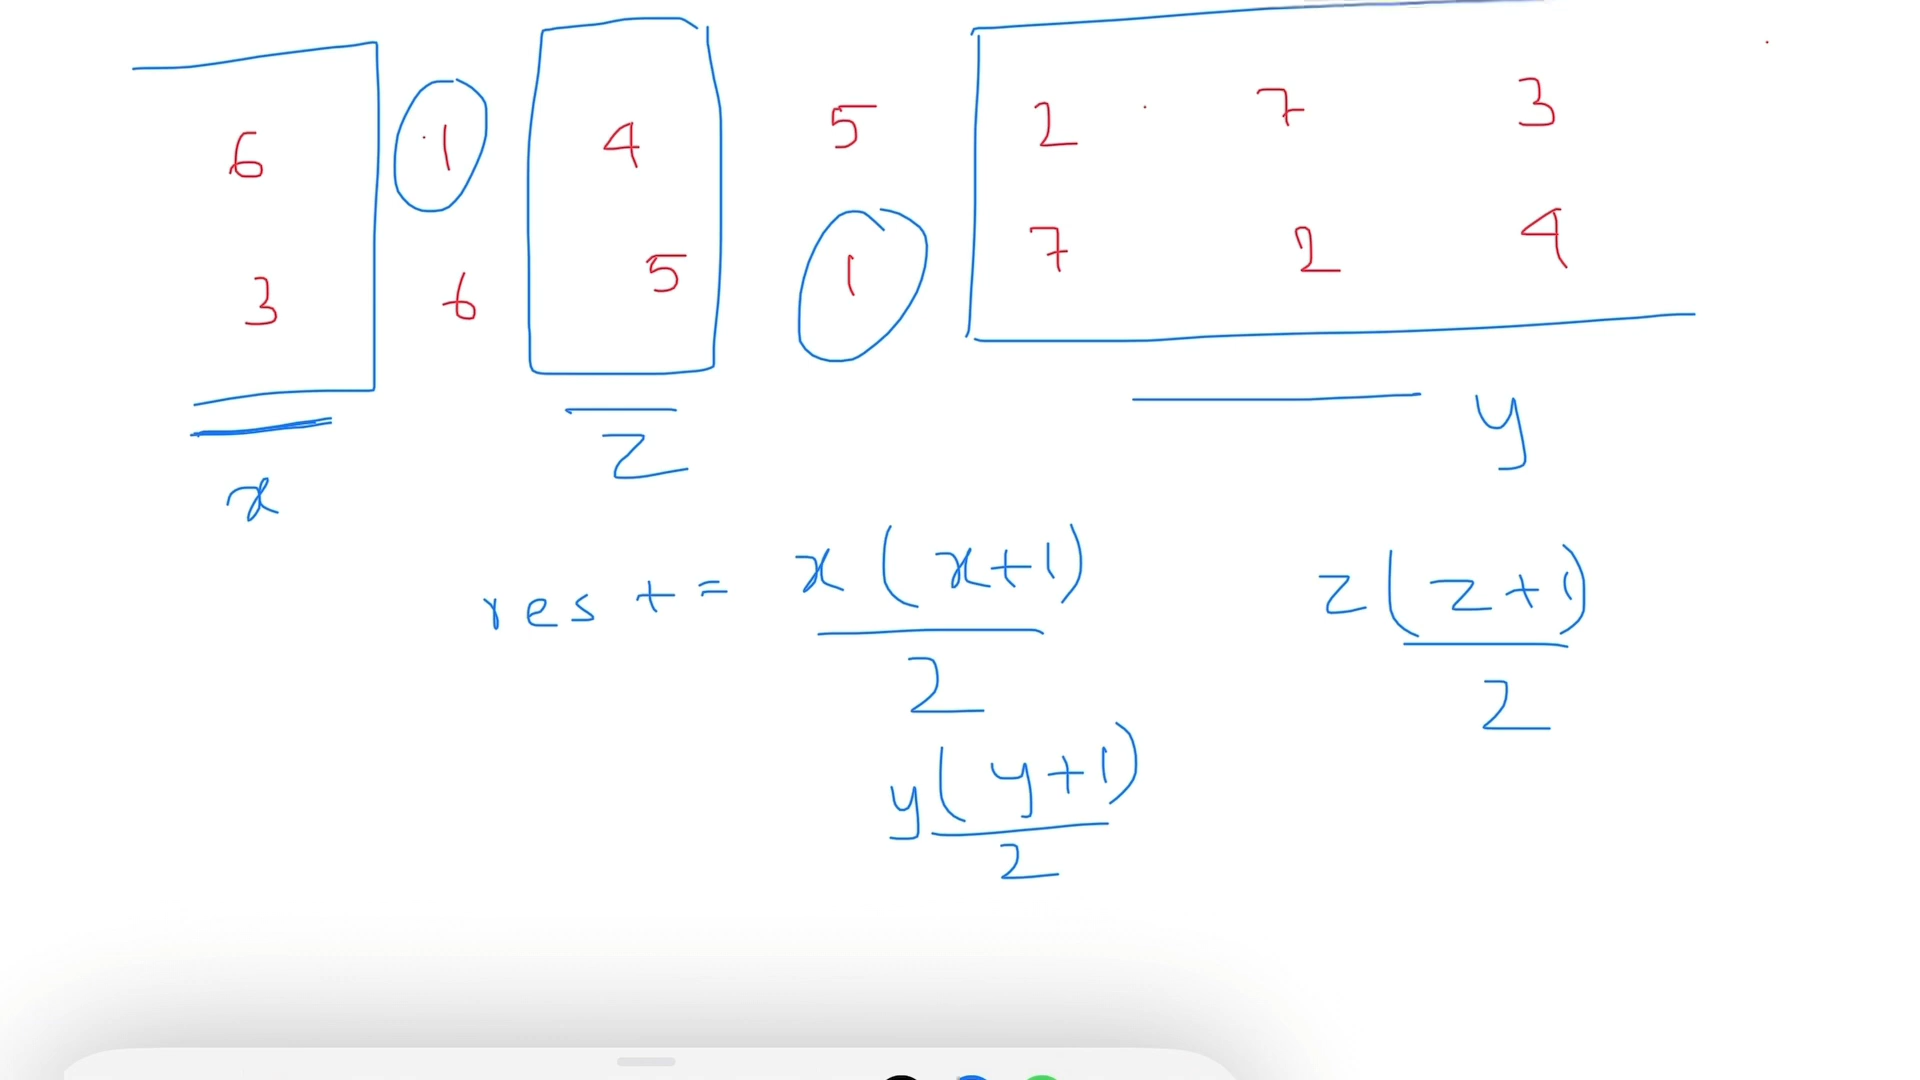 6 1 4 5 2 7 3
3 6 5 1 7 2 4
x z y
res += x(x+1)/2 z(z+1)/2
y(y+1)/2